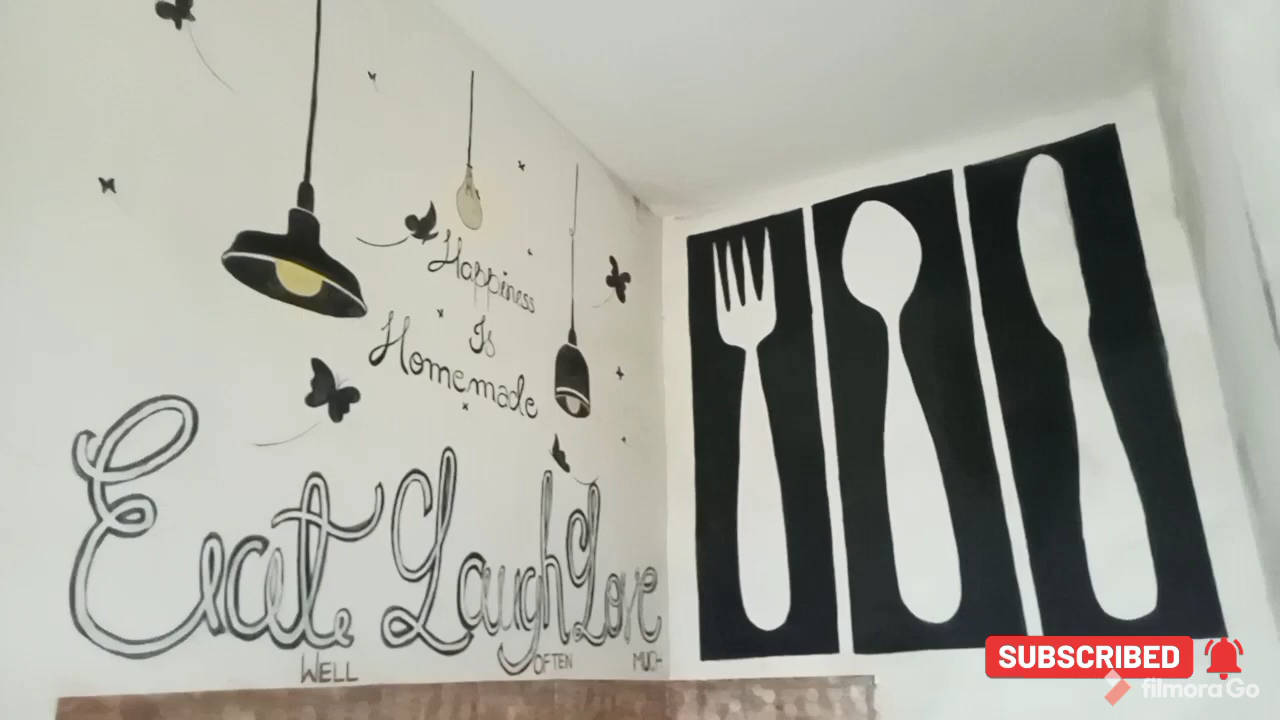 Happiness
Is
Homemade
Eat Laugh Love
WELL OFTEN MUCH
SUBSCRIBED
filmoraGo